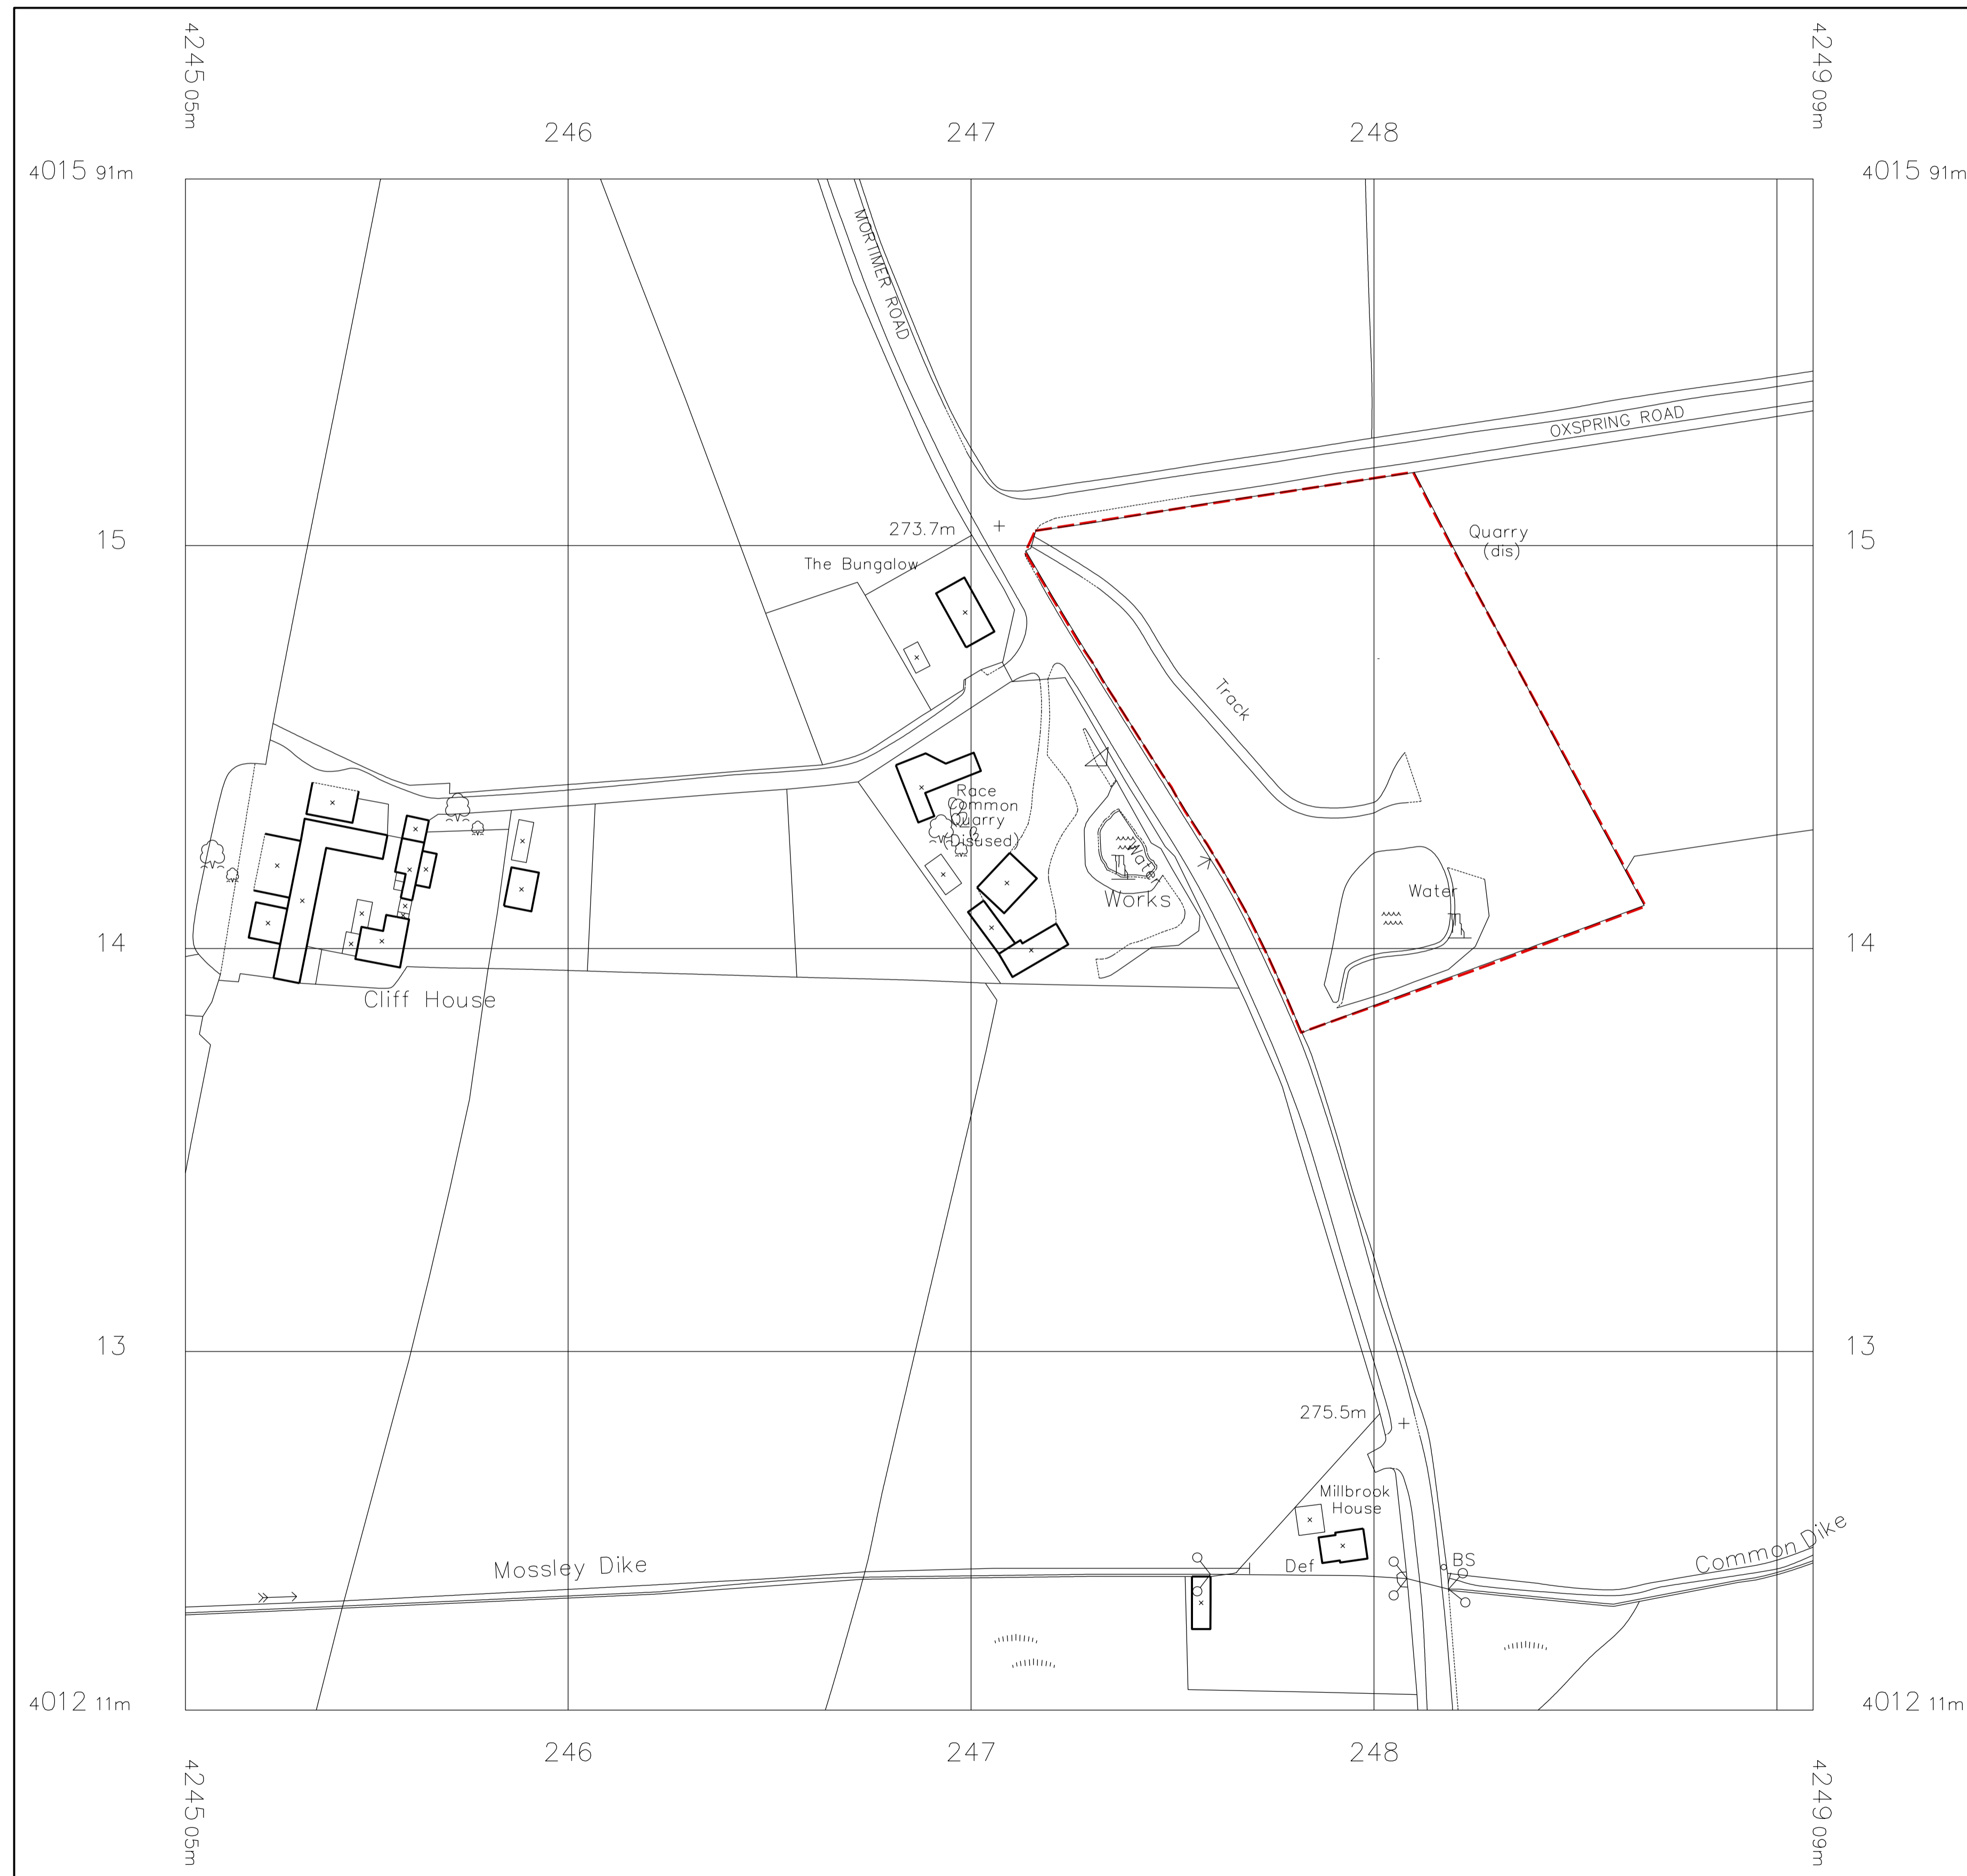 4245 05m
4249 09m
246
247
248
4015 91m
4015 91m
MORTIMER ROAD
OXSPRING ROAD
273.7m
15
Quarry
(dis)
15
The Bungalow
Track
Race
Common
Quarry
(Disused)
Water
Works
Water
14
14
Cliff House
13
13
275.5m
Millbrook
House
Mossley Dike
Def
BS
Common Dike
4012 11m
4012 11m
246
247
248
4245 05m
4249 09m